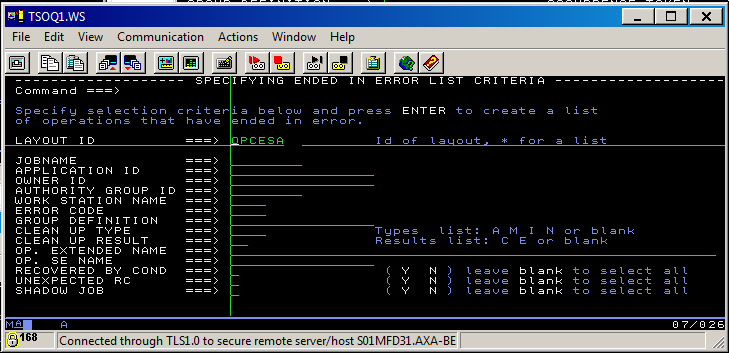 GROUP DEFINITION
OCCURRENCE TOKEN
TSOQ1.WS
File Edit View Communication Actions Window Help
------------------- SPECIFYING ENDED IN ERROR LIST CRITERIA -------------------
Command ===>
Specify selection criteria below and press ENTER to create a list
of operations that have ended in error.
LAYOUT ID ===> OPCESA Id of layout, * for a list
JOBNAME ===>
APPLICATION ID ===>
OWNER ID ===>
AUTHORITY GROUP ID ===>
WORK STATION NAME ===>
ERROR CODE ===>
GROUP DEFINITION ===>
CLEAN UP TYPE ===> Types list: A M I N or blank
CLEAN UP RESULT ===> Results list: C E or blank
OP. EXTENDED NAME ===>
OP. SE NAME ===>
RECOVERED BY COND ===> ( Y N ) leave blank to select all
UNEXPECTED RC ===> ( Y N ) leave blank to select all
SHADOW JOB ===> ( Y N ) leave blank to select all
MA A 07/026
168 Connected through TLS1.0 to secure remote server/host S01MFD31.AXA-BE